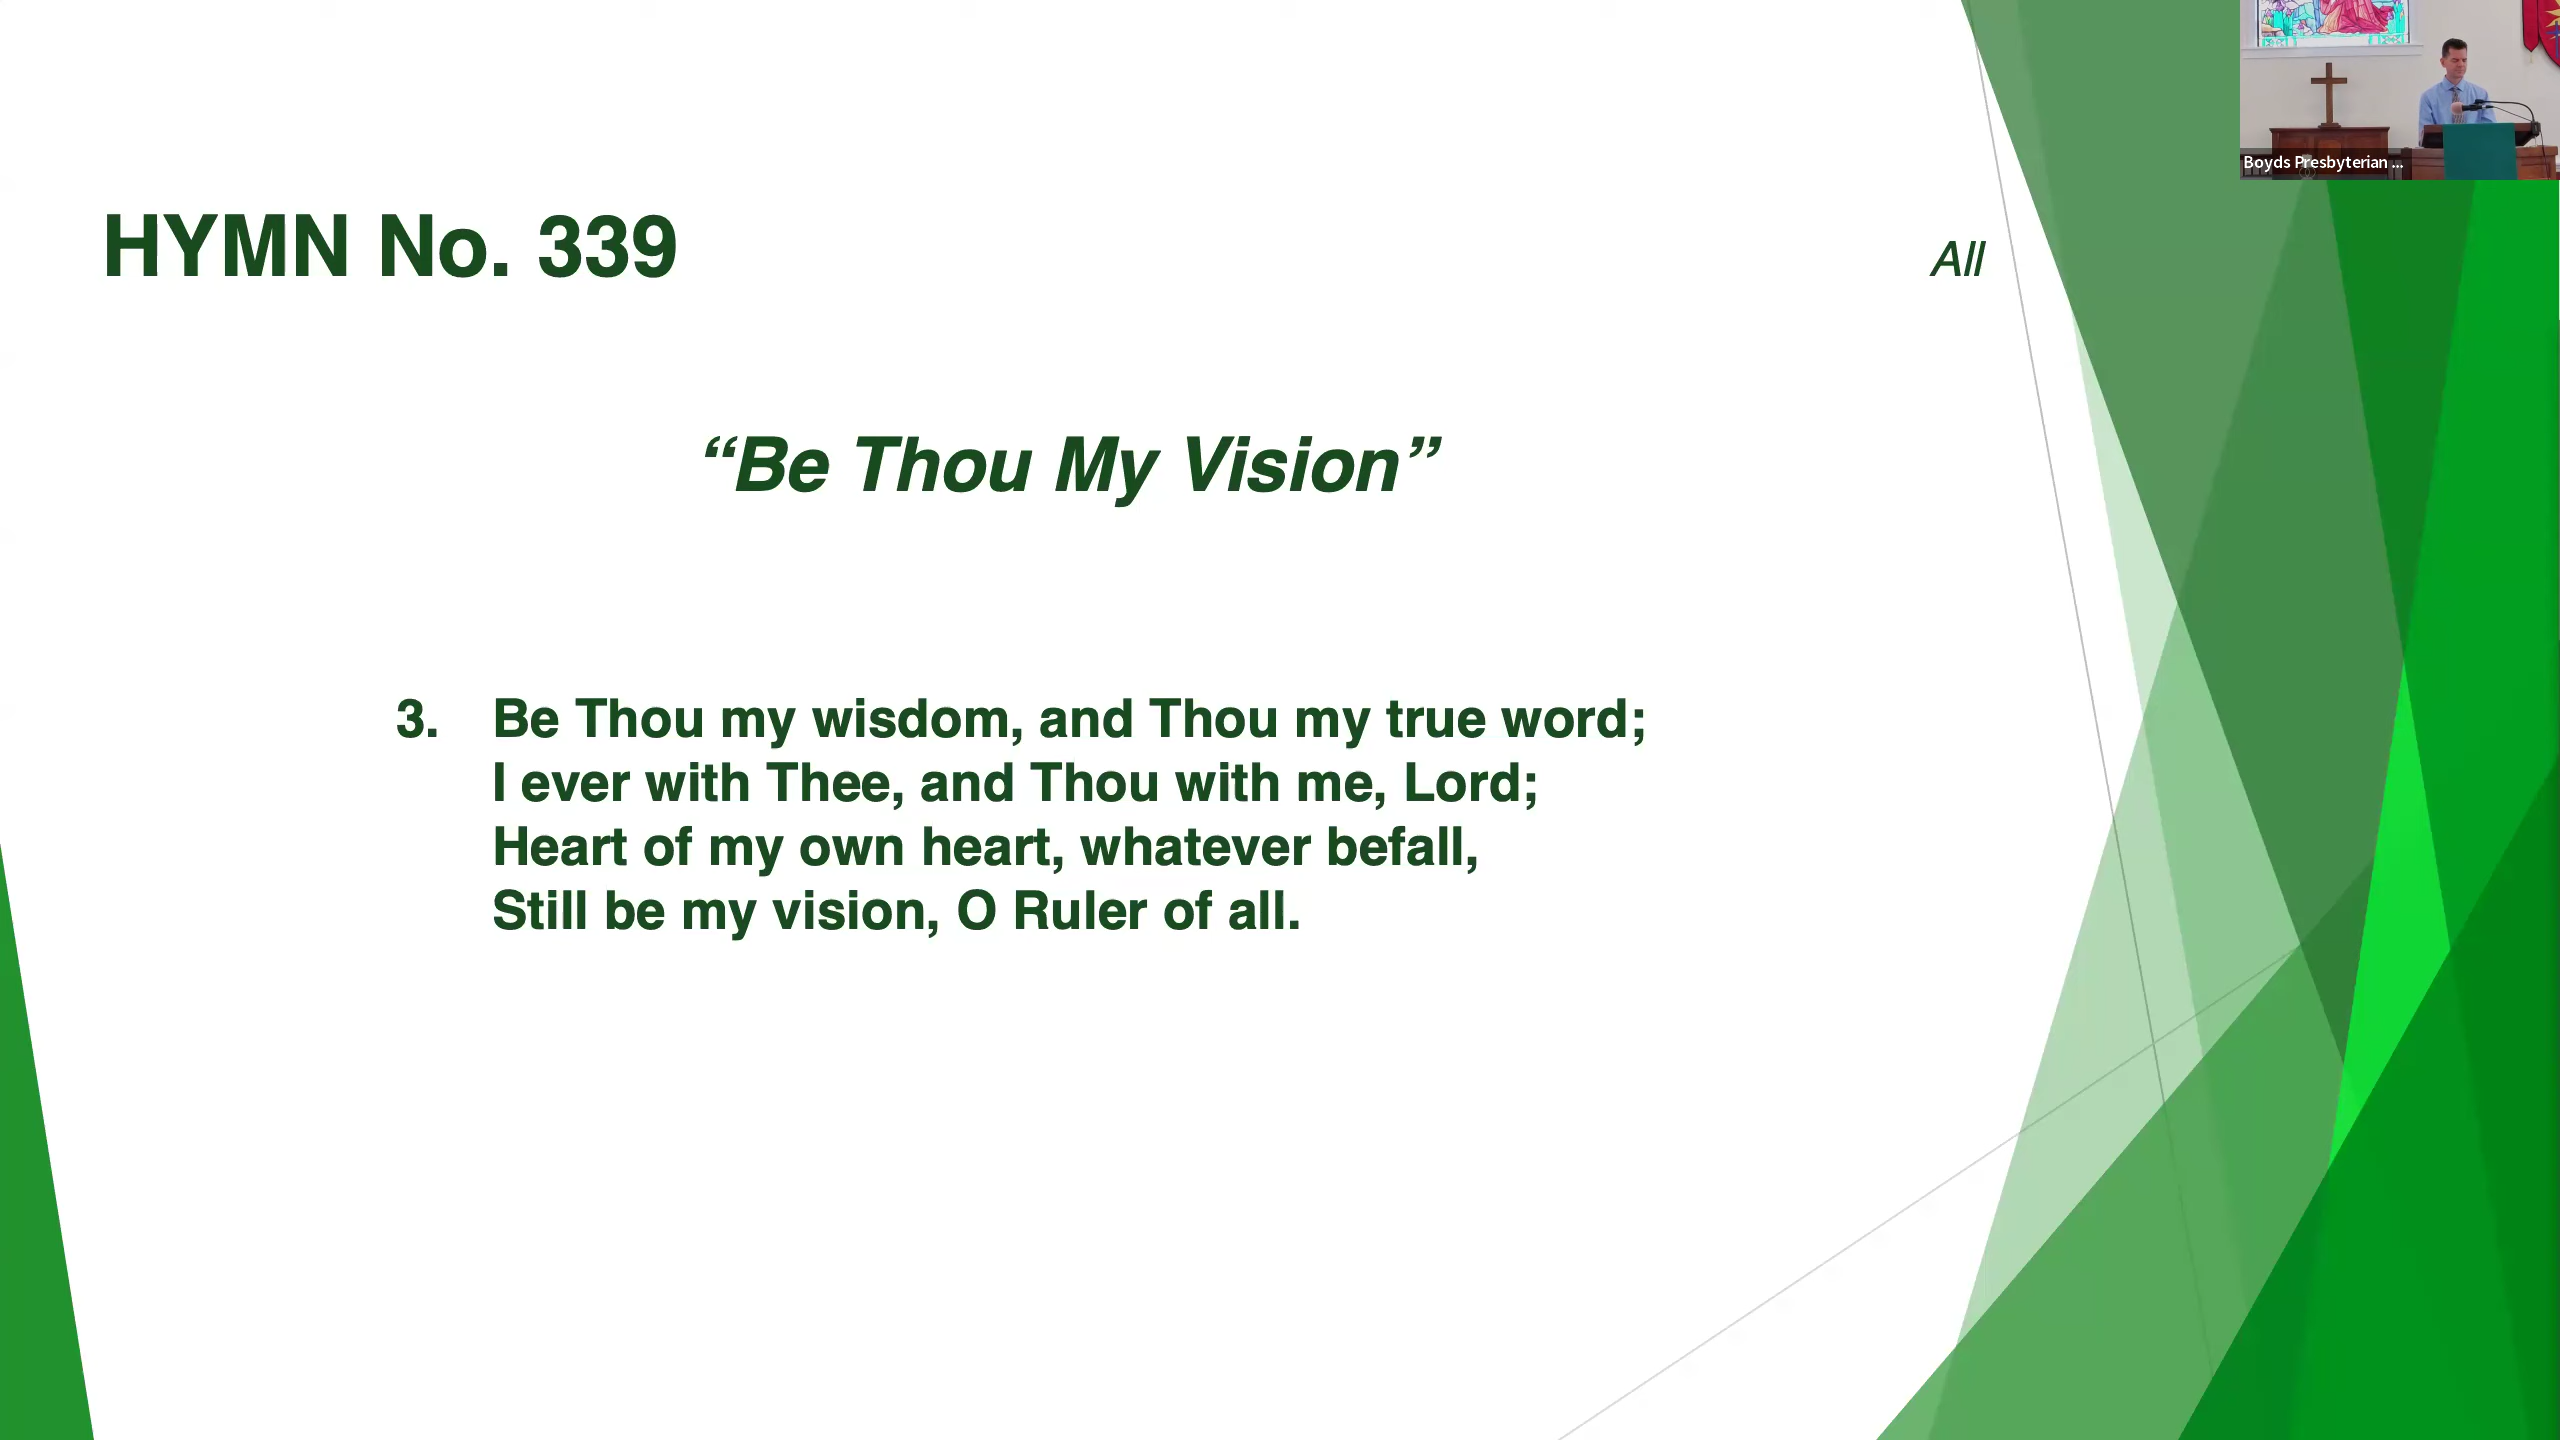 Boyds Presbyterian ...
HYMN No. 339
All
“Be Thou My Vision”
3. Be Thou my wisdom, and Thou my true word;
I ever with Thee, and Thou with me, Lord;
Heart of my own heart, whatever befall,
Still be my vision, O Ruler of all.